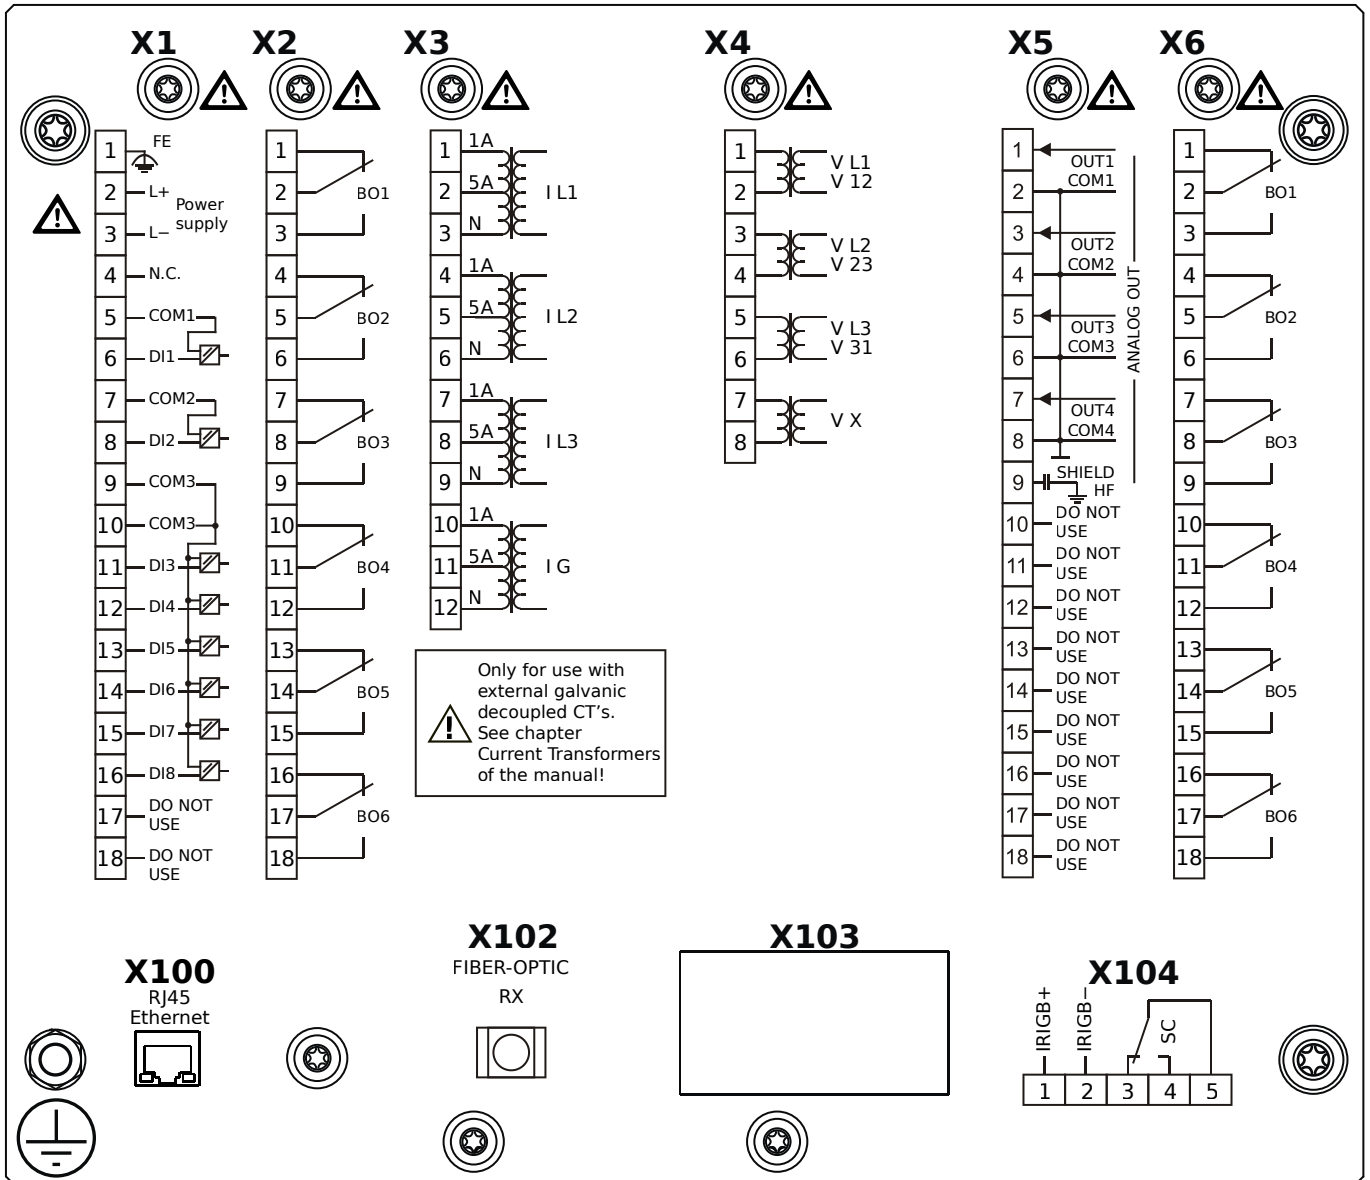 X1
X2
X3
X4
X5
X6
1
FE
2
L+
Power
supply
3
L−
4
N.C.
5
COM1
6
DI1
7
COM2
8
DI2
9
COM3
10
COM3
11
DI3
12
DI4
13
DI5
14
DI6
15
DI7
16
DI8
17
DO NOT
USE
18
DO NOT
USE
1
2
BO1
3
4
5
BO2
6
7
8
BO3
9
10
11
BO4
12
13
14
BO5
15
16
17
BO6
18
1
1A
2
5A
I L1
3
N
4
1A
5
5A
I L2
6
N
7
1A
8
5A
I L3
9
N
10
1A
11
5A
I G
12
N
Only for use with
external galvanic
decoupled CT's.
See chapter
Current Transformers
of the manual!
1
V L1
2
V 12
3
V L2
4
V 23
5
V L3
6
V 31
7
V X
8
1
OUT1
2
COM1
3
OUT2
4
COM2
5
OUT3
6
COM3
7
OUT4
8
COM4
ANALOG OUT
9
SHIELD
HF
10
DO NOT
USE
11
DO NOT
USE
12
DO NOT
USE
13
DO NOT
USE
14
DO NOT
USE
15
DO NOT
USE
16
DO NOT
USE
17
DO NOT
USE
18
DO NOT
USE
1
2
BO1
3
4
5
BO2
6
7
8
BO3
9
10
11
BO4
12
13
14
BO5
15
16
17
BO6
18
X100
RJ45
Ethernet
X102
FIBER-OPTIC
RX
X103
X104
IRIGB+
IRIGB−
SC
1 2 3 4 5